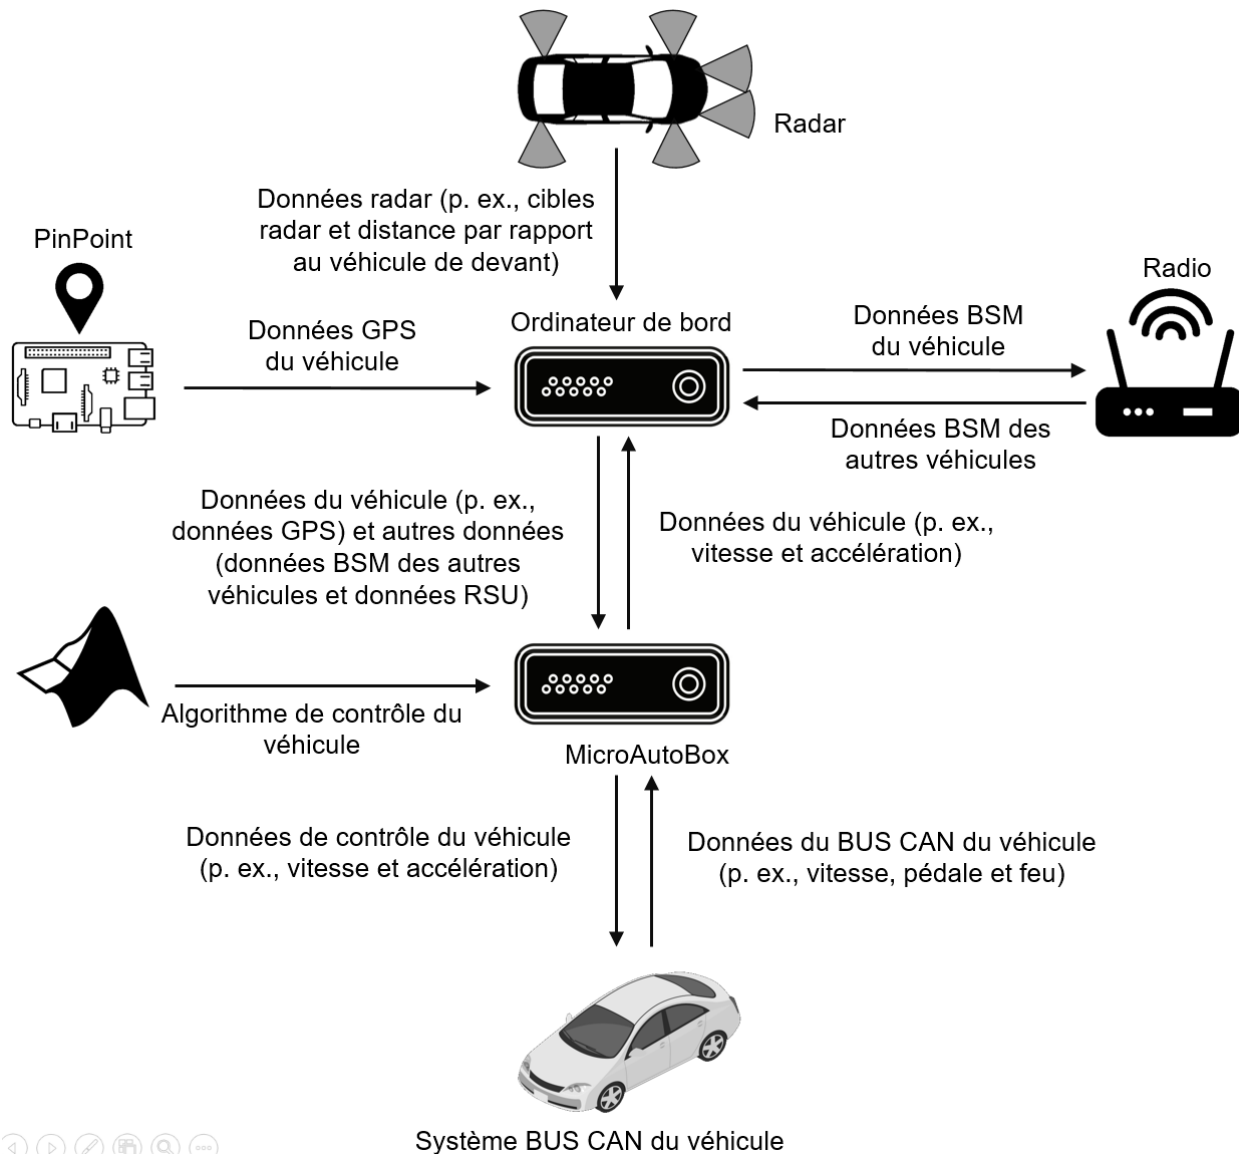 Radar
Données radar (p. ex., cibles
radar et distance par rapport
au véhicule de devant)
PinPoint
Radio
Données GPS
du véhicule
Ordinateur de bord
Données BSM
du véhicule
Données BSM des
autres véhicules
Données du véhicule (p. ex.,
données GPS) et autres données
(données BSM des autres
véhicules et données RSU)
Données du véhicule (p. ex.,
vitesse et accélération)
Algorithme de contrôle du
véhicule
MicroAutoBox
Données de contrôle du véhicule
(p. ex., vitesse et accélération)
Données du BUS CAN du véhicule
(p. ex., vitesse, pédale et feu)
Système BUS CAN du véhicule